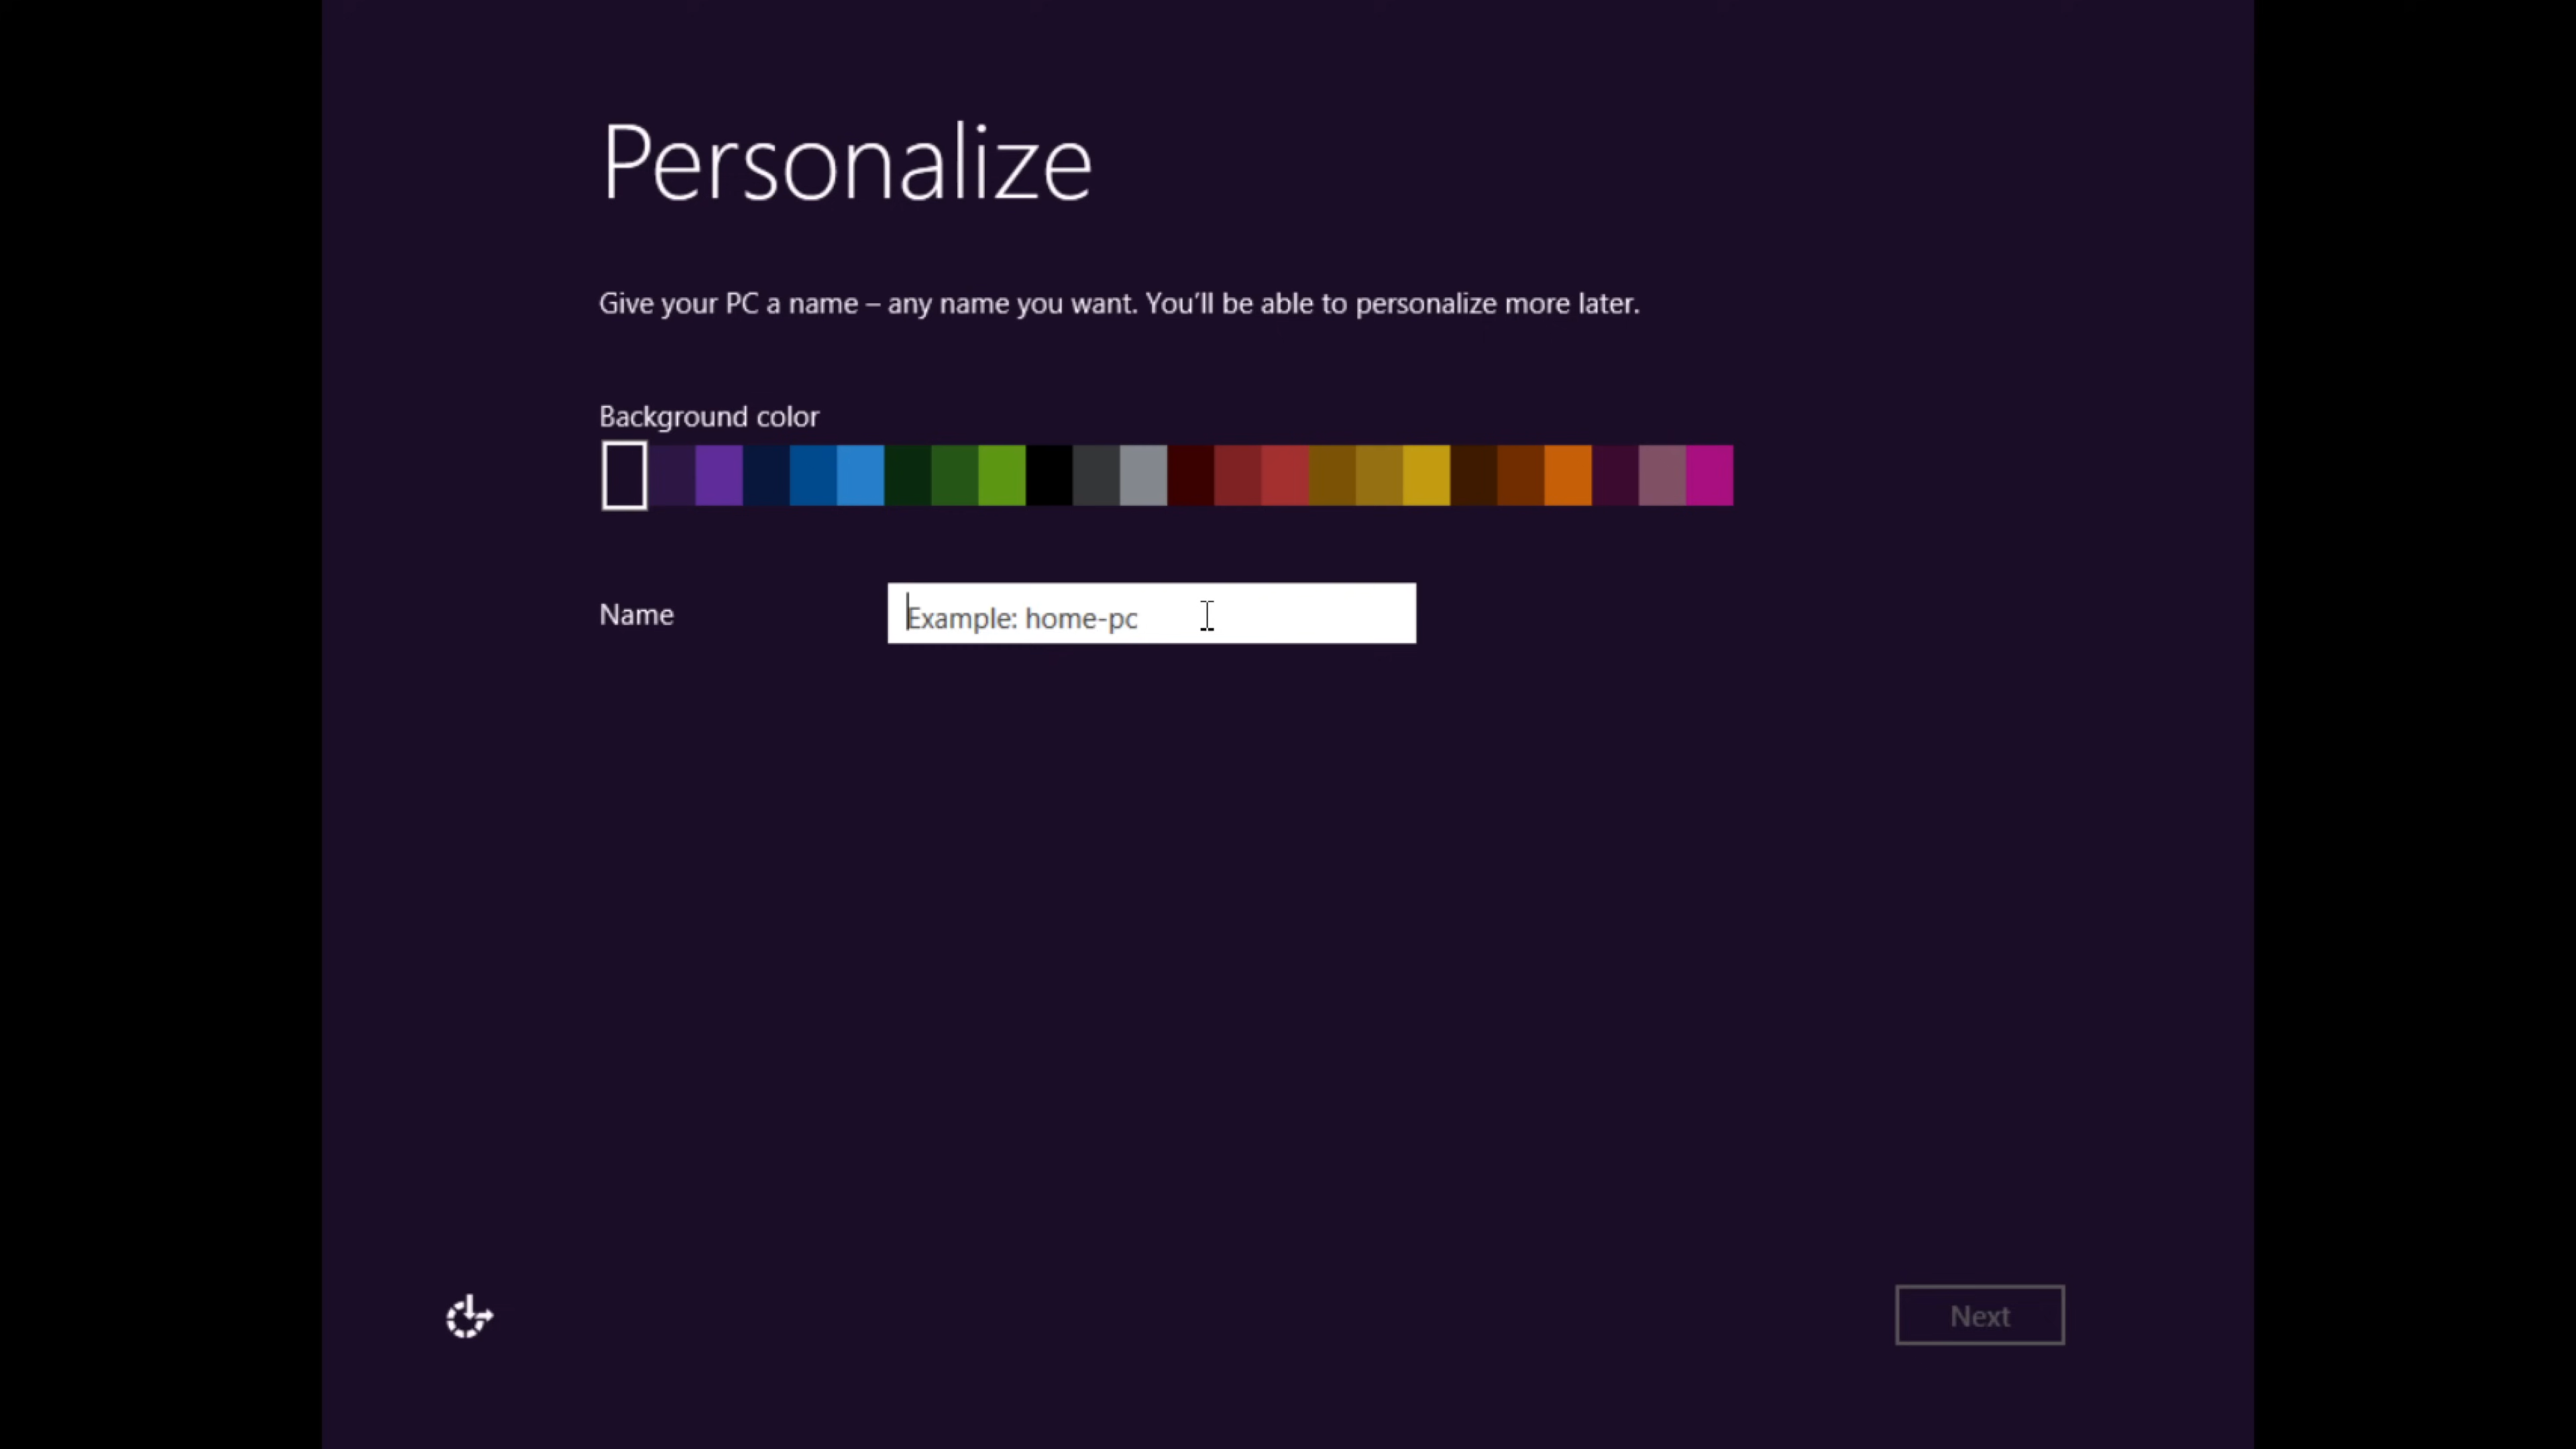 Personalize
Give your PC a name – any name you want. You'll be able to personalize more later.
Background color
Name
Example: home-pc
Next